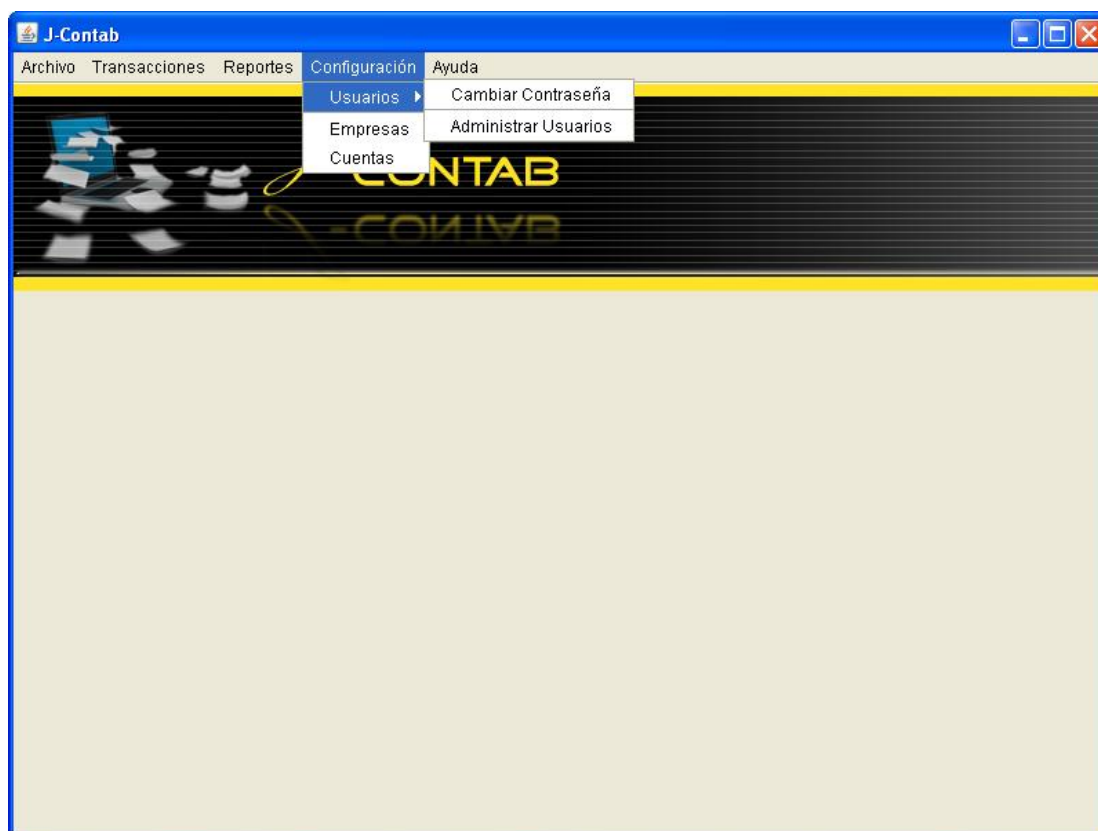 J-Contab
Archivo Transacciones Reportes Configuración Ayuda
Usuarios Cambiar Contraseña
Empresas Administrar Usuarios
Cuentas
J-CONTAB